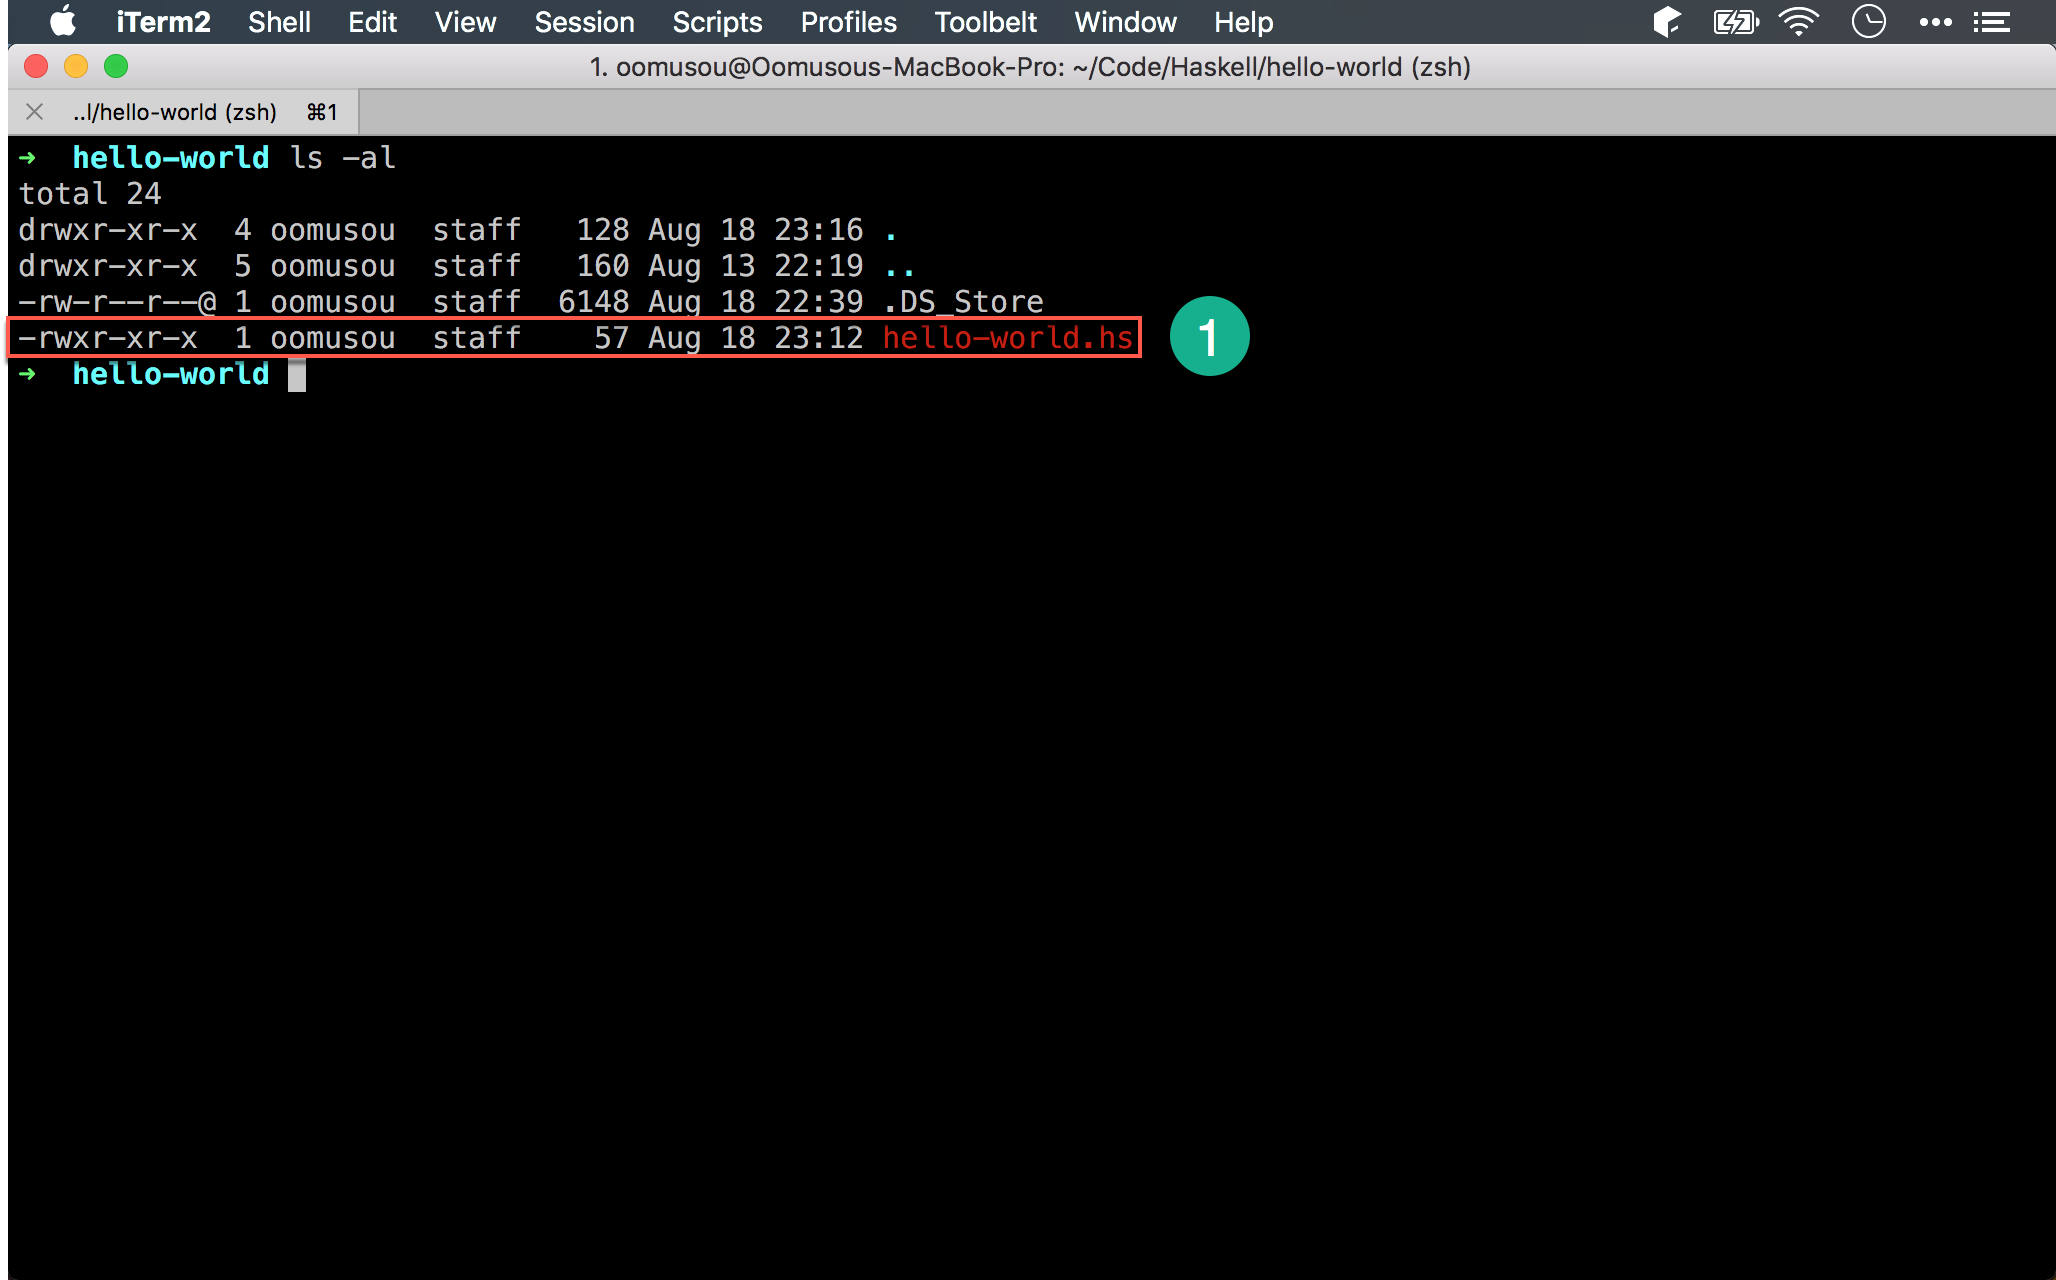 iTerm2 Shell Edit View Session Scripts Profiles Toolbelt Window Help
1. oomusou@Oomusous-MacBook-Pro: ~/Code/Haskell/hello-world (zsh)
..l/hello-world (zsh) ⌘1
➜ hello-world ls -al
total 24
drwxr-xr-x 4 oomusou staff 128 Aug 18 23:16 .
drwxr-xr-x 5 oomusou staff 160 Aug 13 22:19 ..
-rw-r--r--@ 1 oomusou staff 6148 Aug 18 22:39 .DS_Store
-rwxr-xr-x 1 oomusou staff 57 Aug 18 23:12 hello-world.hs
1
➜ hello-world